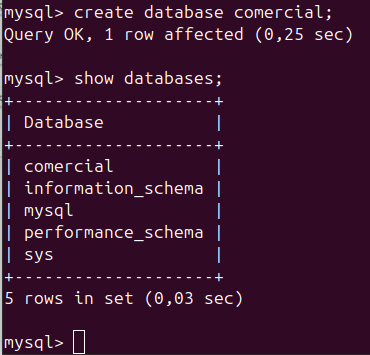 mysql> create database comercial;
Query OK, 1 row affected (0,25 sec)
mysql> show databases;
+--------------------+
| Database           |
+--------------------+
| comercial          |
| information_schema |
| mysql              |
| performance_schema |
| sys                |
+--------------------+
5 rows in set (0,03 sec)
mysql>